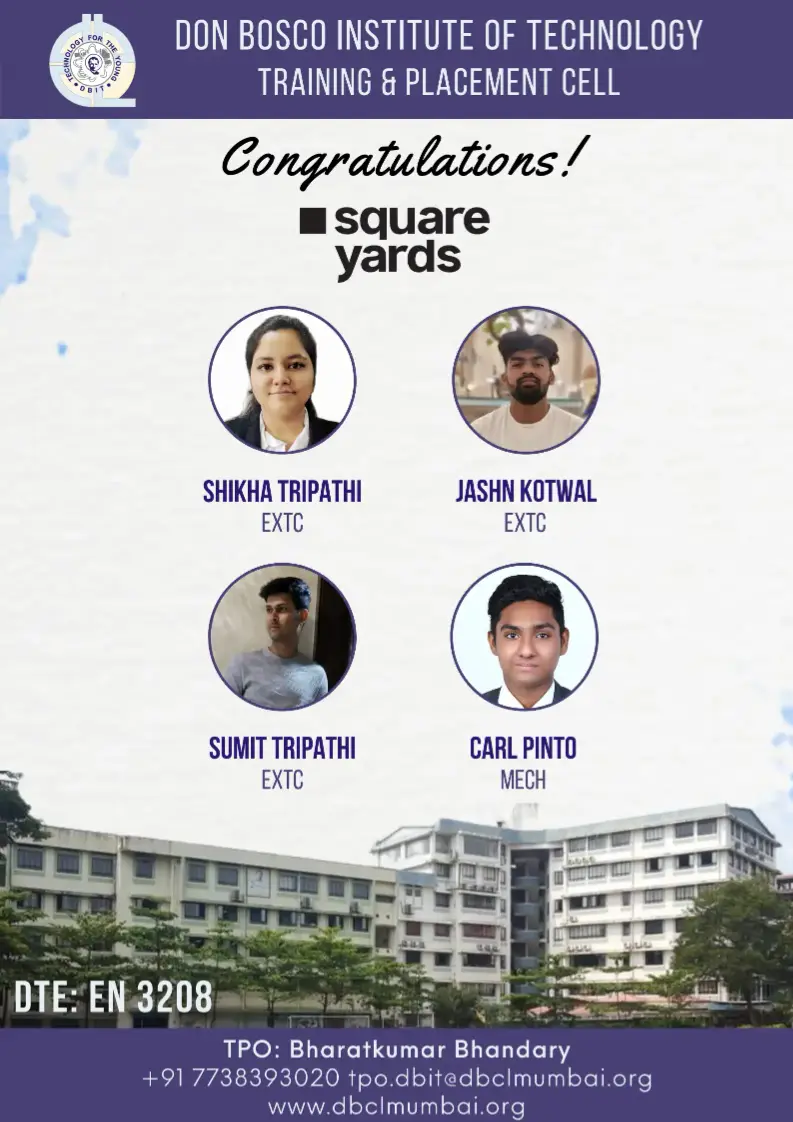 DON BOSCO INSTITUTE OF TECHNOLOGY
TRAINING & PLACEMENT CELL
TECHNOLOGY FOR THE YOUNG
DBIT
Congratulations!
square
yards
SHIKHA TRIPATHI
EXTC
JASHN KOTWAL
EXTC
SUMIT TRIPATHI
EXTC
CARL PINTO
MECH
DTE: EN 3208
TPO: Bharatkumar Bhandary
+91 7738393020 tpo.dbit@dbclmumbai.org
www.dbclmumbai.org